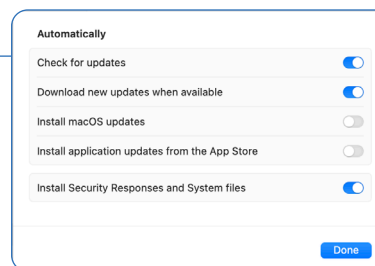 Automatically
Check for updates
Download new updates when available
Install macOS updates
Install application updates from the App Store
Install Security Responses and System files
Done